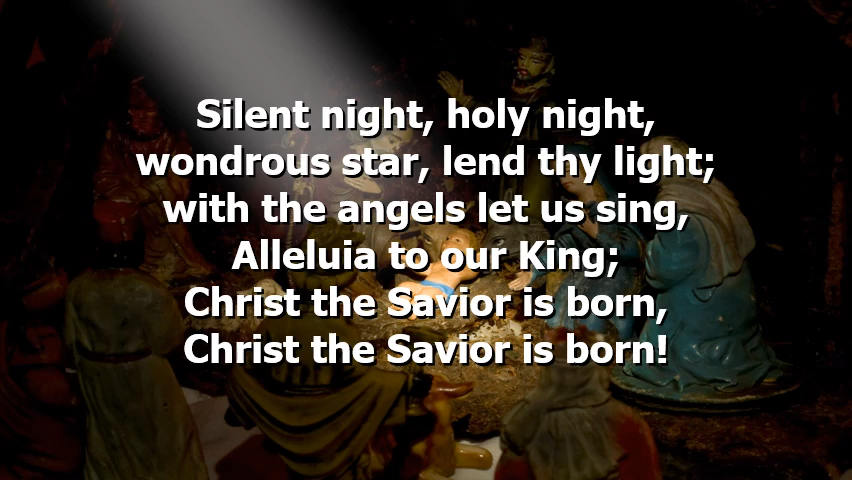 Silent night, holy night,
wondrous star, lend thy light;
with the angels let us sing,
Alleluia to our King;
Christ the Savior is born,
Christ the Savior is born!